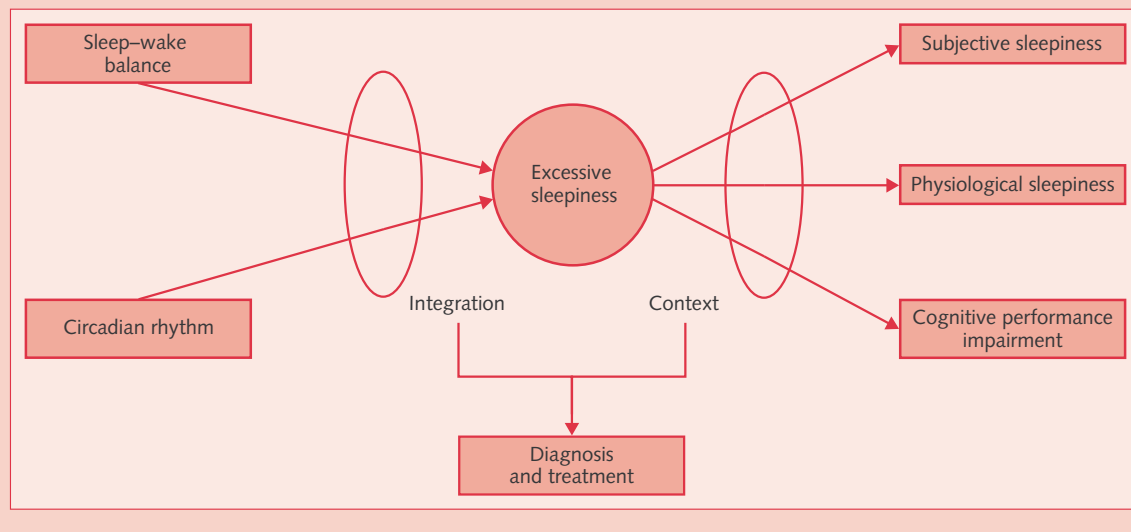 Sleep–wake
balance
Circadian rhythm
Excessive
sleepiness
Integration
Context
Subjective sleepiness
Physiological sleepiness
Cognitive performance
impairment
Diagnosis
and treatment